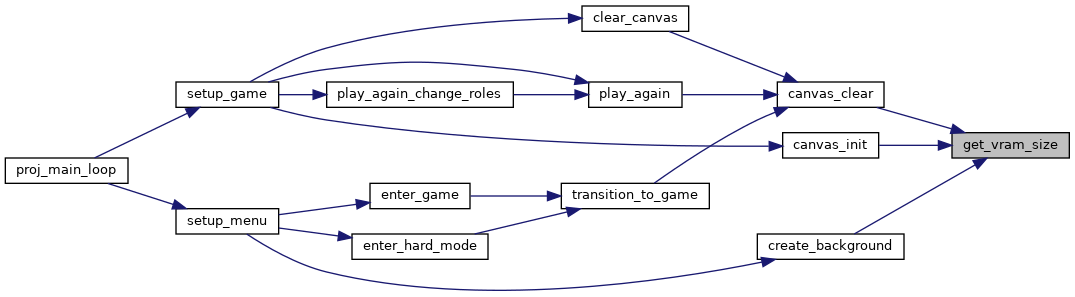 clear_canvas
setup_game
play_again_change_roles
play_again
canvas_clear
canvas_init
get_vram_size
proj_main_loop
enter_game
transition_to_game
setup_menu
enter_hard_mode
create_background